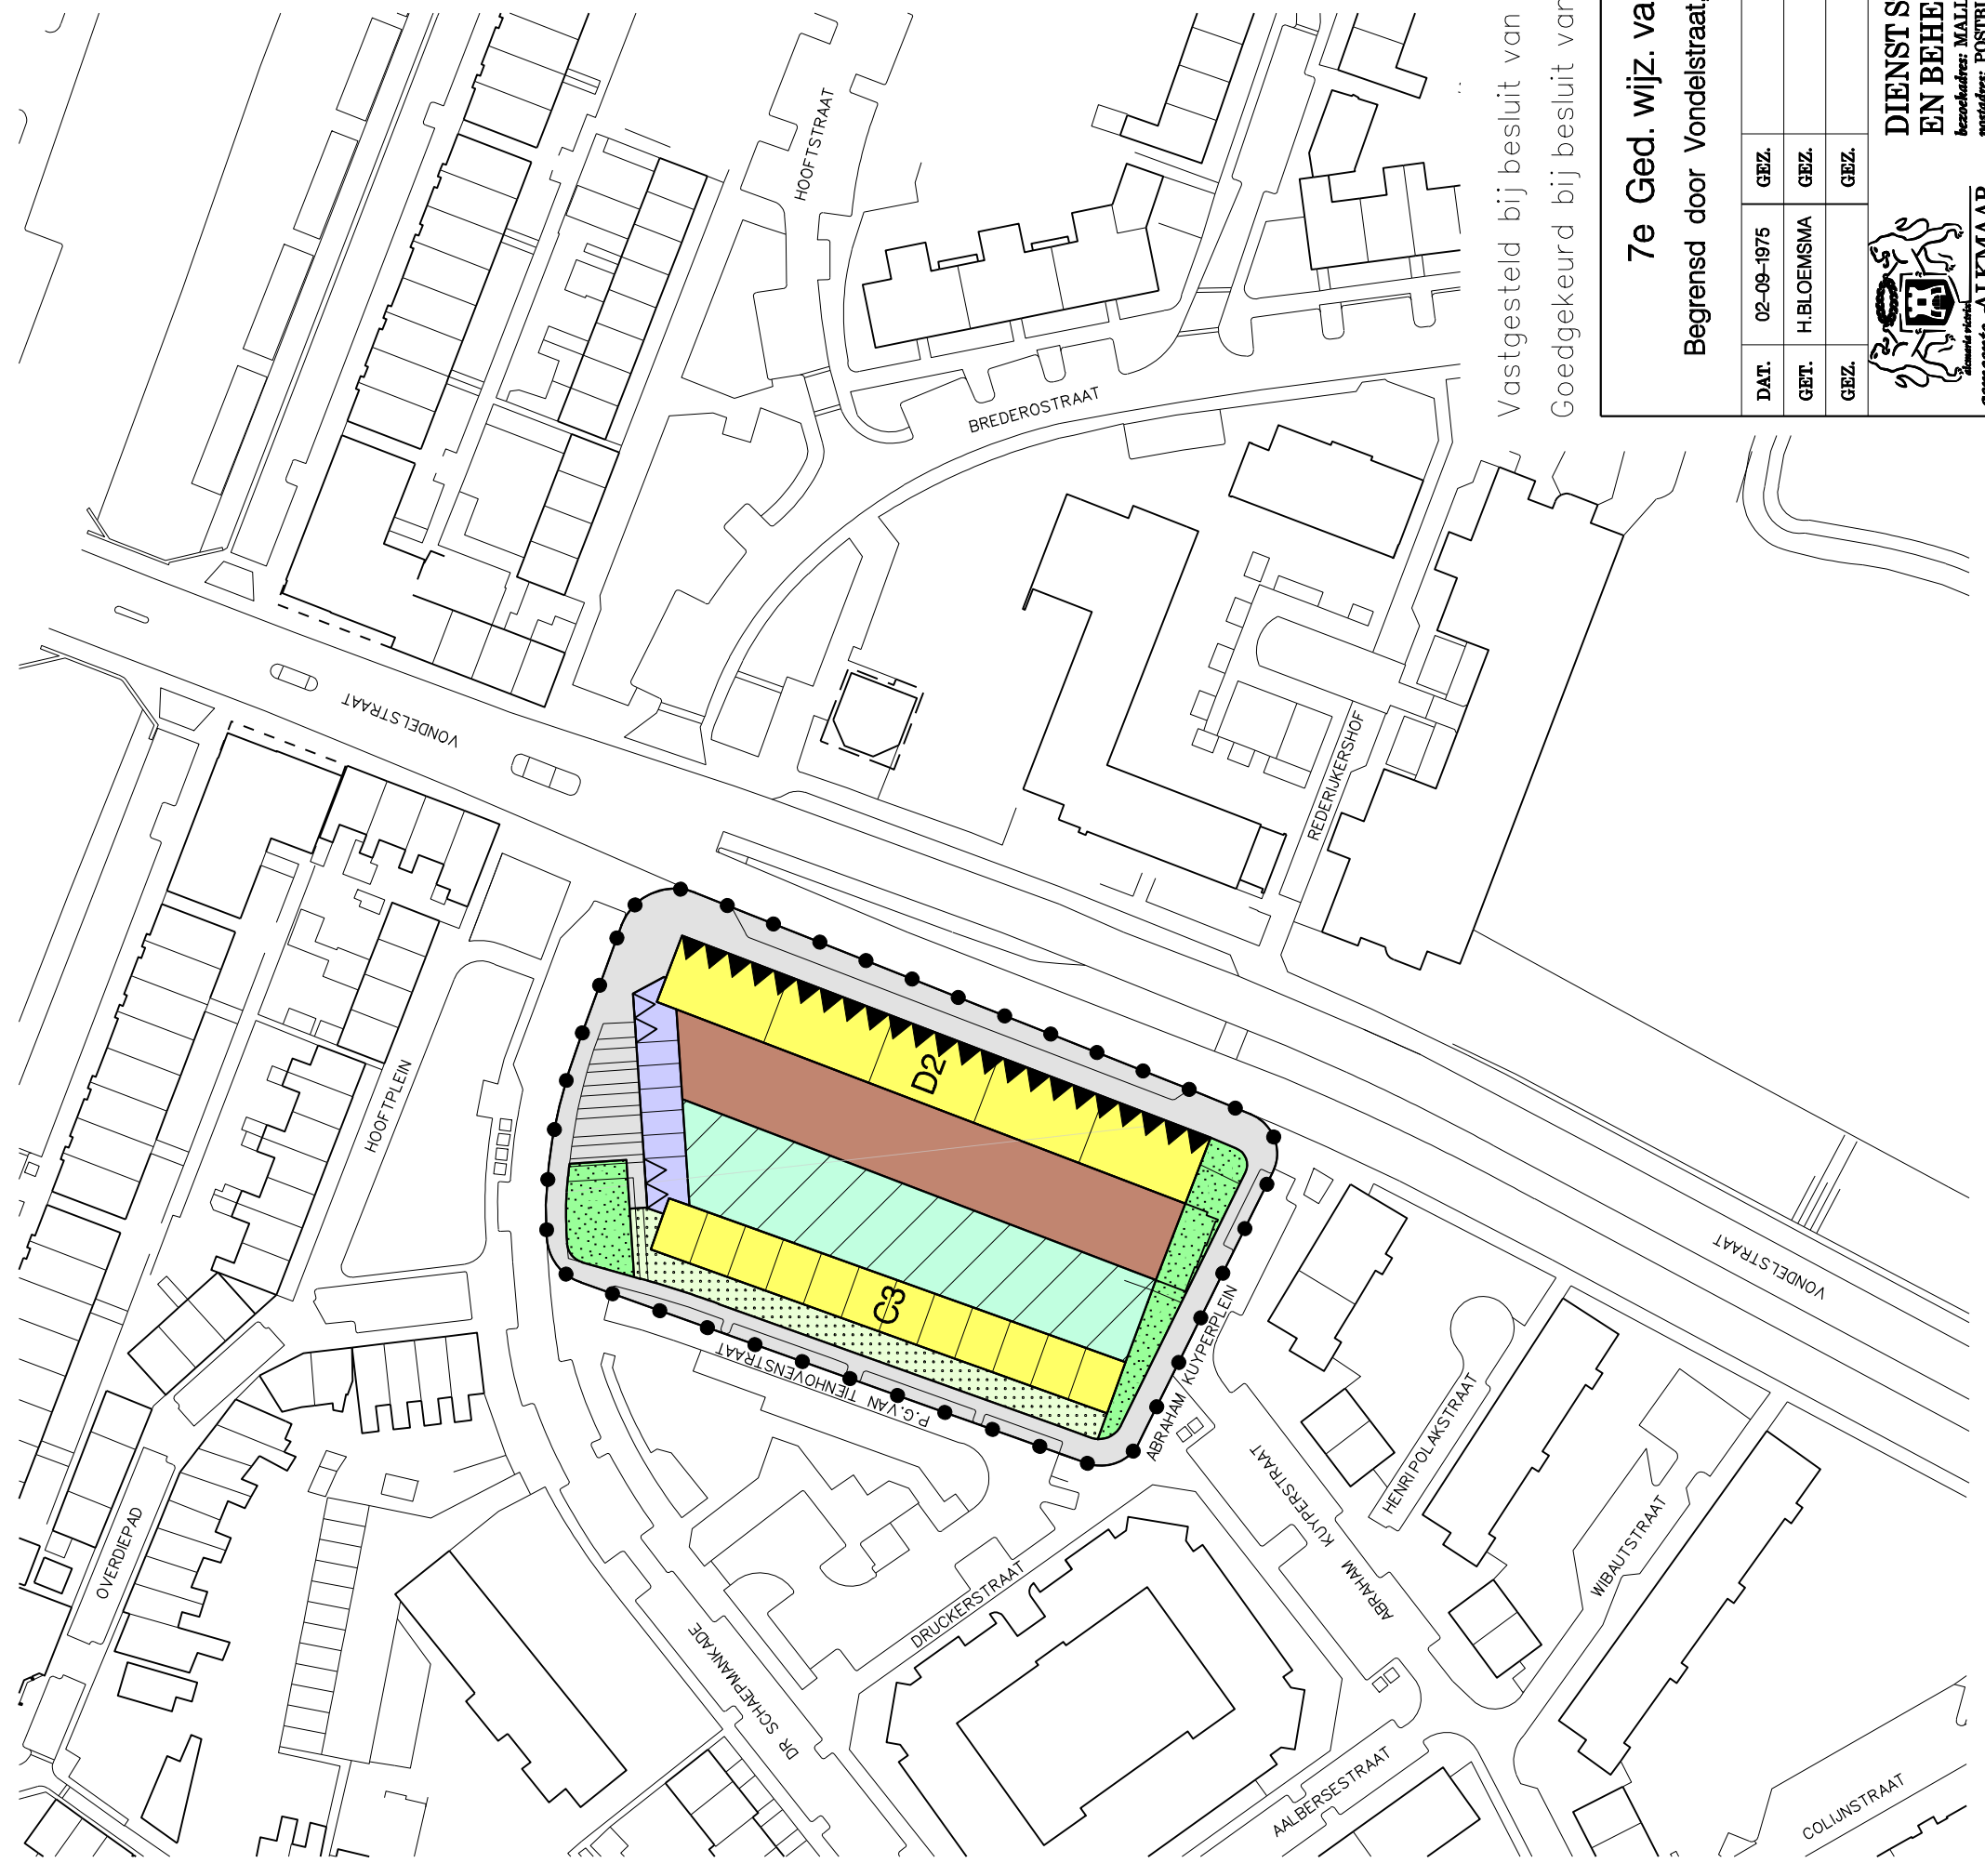 Vastgesteld bij besluit van
Goedgekeurd bij besluit van
7e Ged. wijz. va
Begrensd door Vondelstraat,
DAT. 02-09-1975 GEZ.
GET. H.BLOEMSMA GEZ.
GEZ. GEZ.
DIENST S
EN BEHE
bezoekadres: MALL
HOOFTSTRAAT
BREDEROSTRAAT
VONDELSTRAAT
REDERIJKERSHOF
HOOFTPLEIN
D2
C3
VONDELSTRAAT
P.G.VAN TIENHOVENSTRAAT
ABRAHAM KUYPERPLEIN
HENRI POLAKSTRAAT
ABRAHAM KUYPERSTRAAT
WIBAUTSTRAAT
OVERDIEPAD
DRUCKERSTRAAT
DR SCHAEPMANKADE
AALBERSESTRAAT
COLIJNSTRAAT